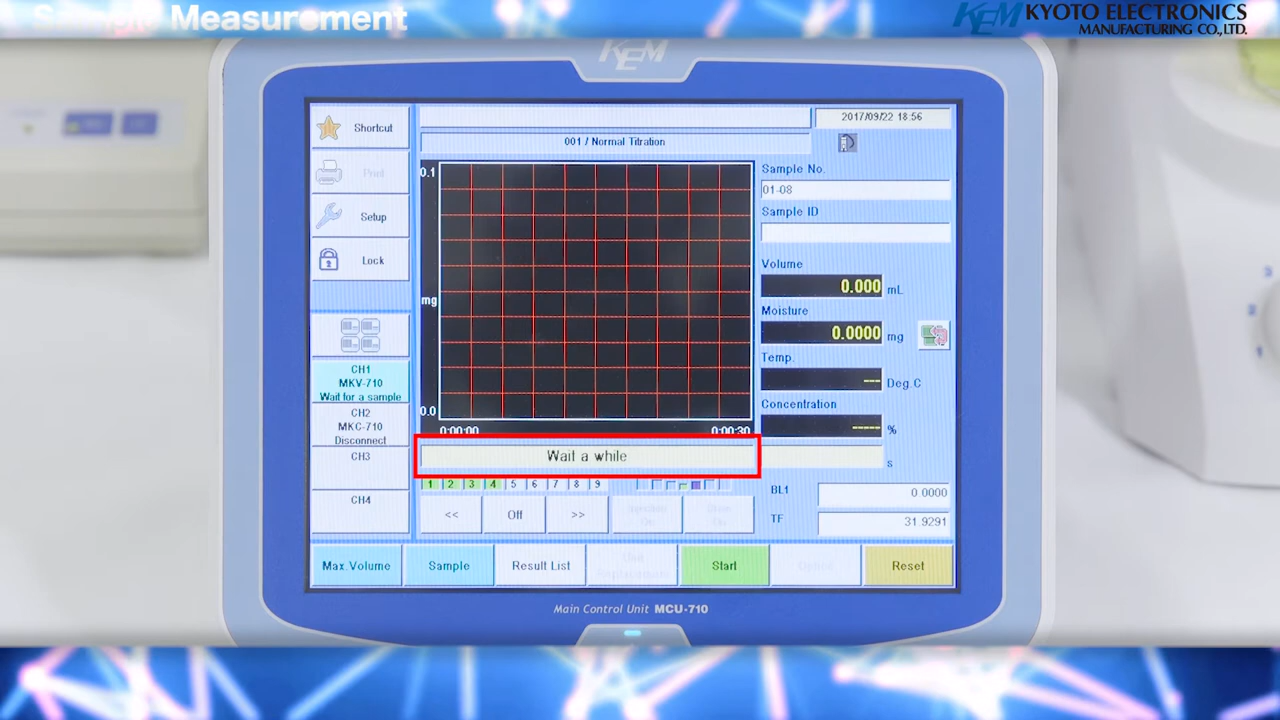 Sample Measurement
KEM KYOTO ELECTRONICS
MANUFACTURING CO.,LTD.
KEM
Shortcut
2017/09/22 18:56
001 / Normal Titration
Print
Setup
Lock
0.1
mg
0.0
0:00:00
0:00:30
Sample No.
01-08
Sample ID
Volume
0.000 mL
Moisture
0.0000 mg
Temp.
--- Deg.C
Concentration
----- %
s
CH1
MKV-710
Wait for a sample
CH2
MKC-710
Disconnect
CH3
CH4
Wait a while
1 2 3 4 5 6 7 8 9
<<
Off
>>
On
On
BL1
0.0000
TF
31.9291
Max.Volume
Sample
Result List
Start
Reset
Main Control Unit MCU-710